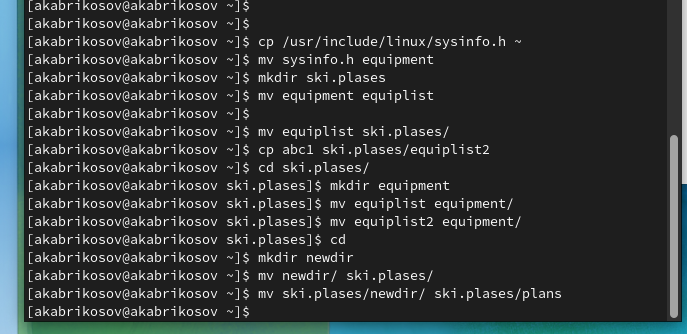 [akabrikosov@akabrikosov ~]$
[akabrikosov@akabrikosov ~]$
[akabrikosov@akabrikosov ~]$ cp /usr/include/linux/sysinfo.h ~
[akabrikosov@akabrikosov ~]$ mv sysinfo.h equipment
[akabrikosov@akabrikosov ~]$ mkdir ski.plases
[akabrikosov@akabrikosov ~]$ mv equipment equiplist
[akabrikosov@akabrikosov ~]$
[akabrikosov@akabrikosov ~]$ mv equiplist ski.plases/
[akabrikosov@akabrikosov ~]$ cp abc1 ski.plases/equiplist2
[akabrikosov@akabrikosov ~]$ cd ski.plases/
[akabrikosov@akabrikosov ski.plases]$ mkdir equipment
[akabrikosov@akabrikosov ski.plases]$ mv equiplist equipment/
[akabrikosov@akabrikosov ski.plases]$ mv equiplist2 equipment/
[akabrikosov@akabrikosov ski.plases]$ cd
[akabrikosov@akabrikosov ~]$ mkdir newdir
[akabrikosov@akabrikosov ~]$ mv newdir/ ski.plases/
[akabrikosov@akabrikosov ~]$ mv ski.plases/newdir/ ski.plases/plans
[akabrikosov@akabrikosov ~]$